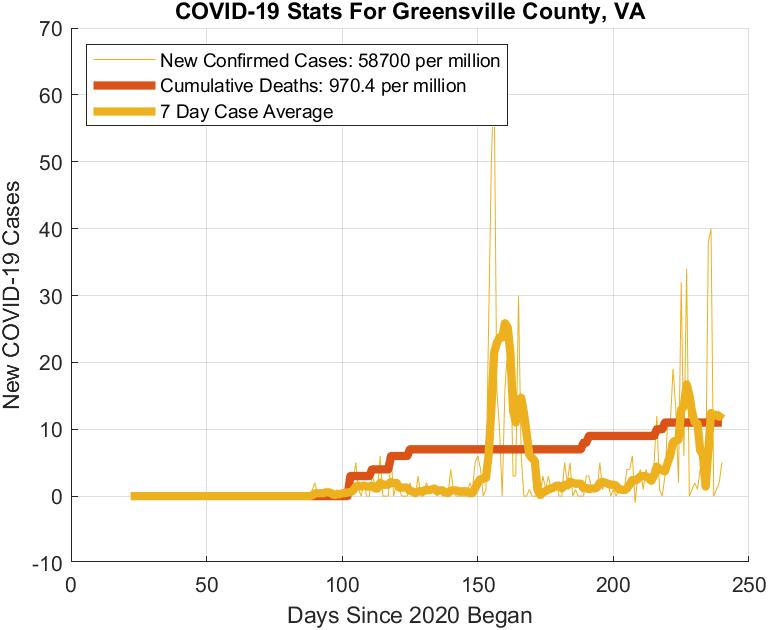 COVID-19 Stats For Greensville County, VA
New Confirmed Cases: 58700 per million
Cumulative Deaths: 970.4 per million
7 Day Case Average
70
60
50
40
30
20
10
0
-10
New COVID-19 Cases
0 50 100 150 200 250
Days Since 2020 Began